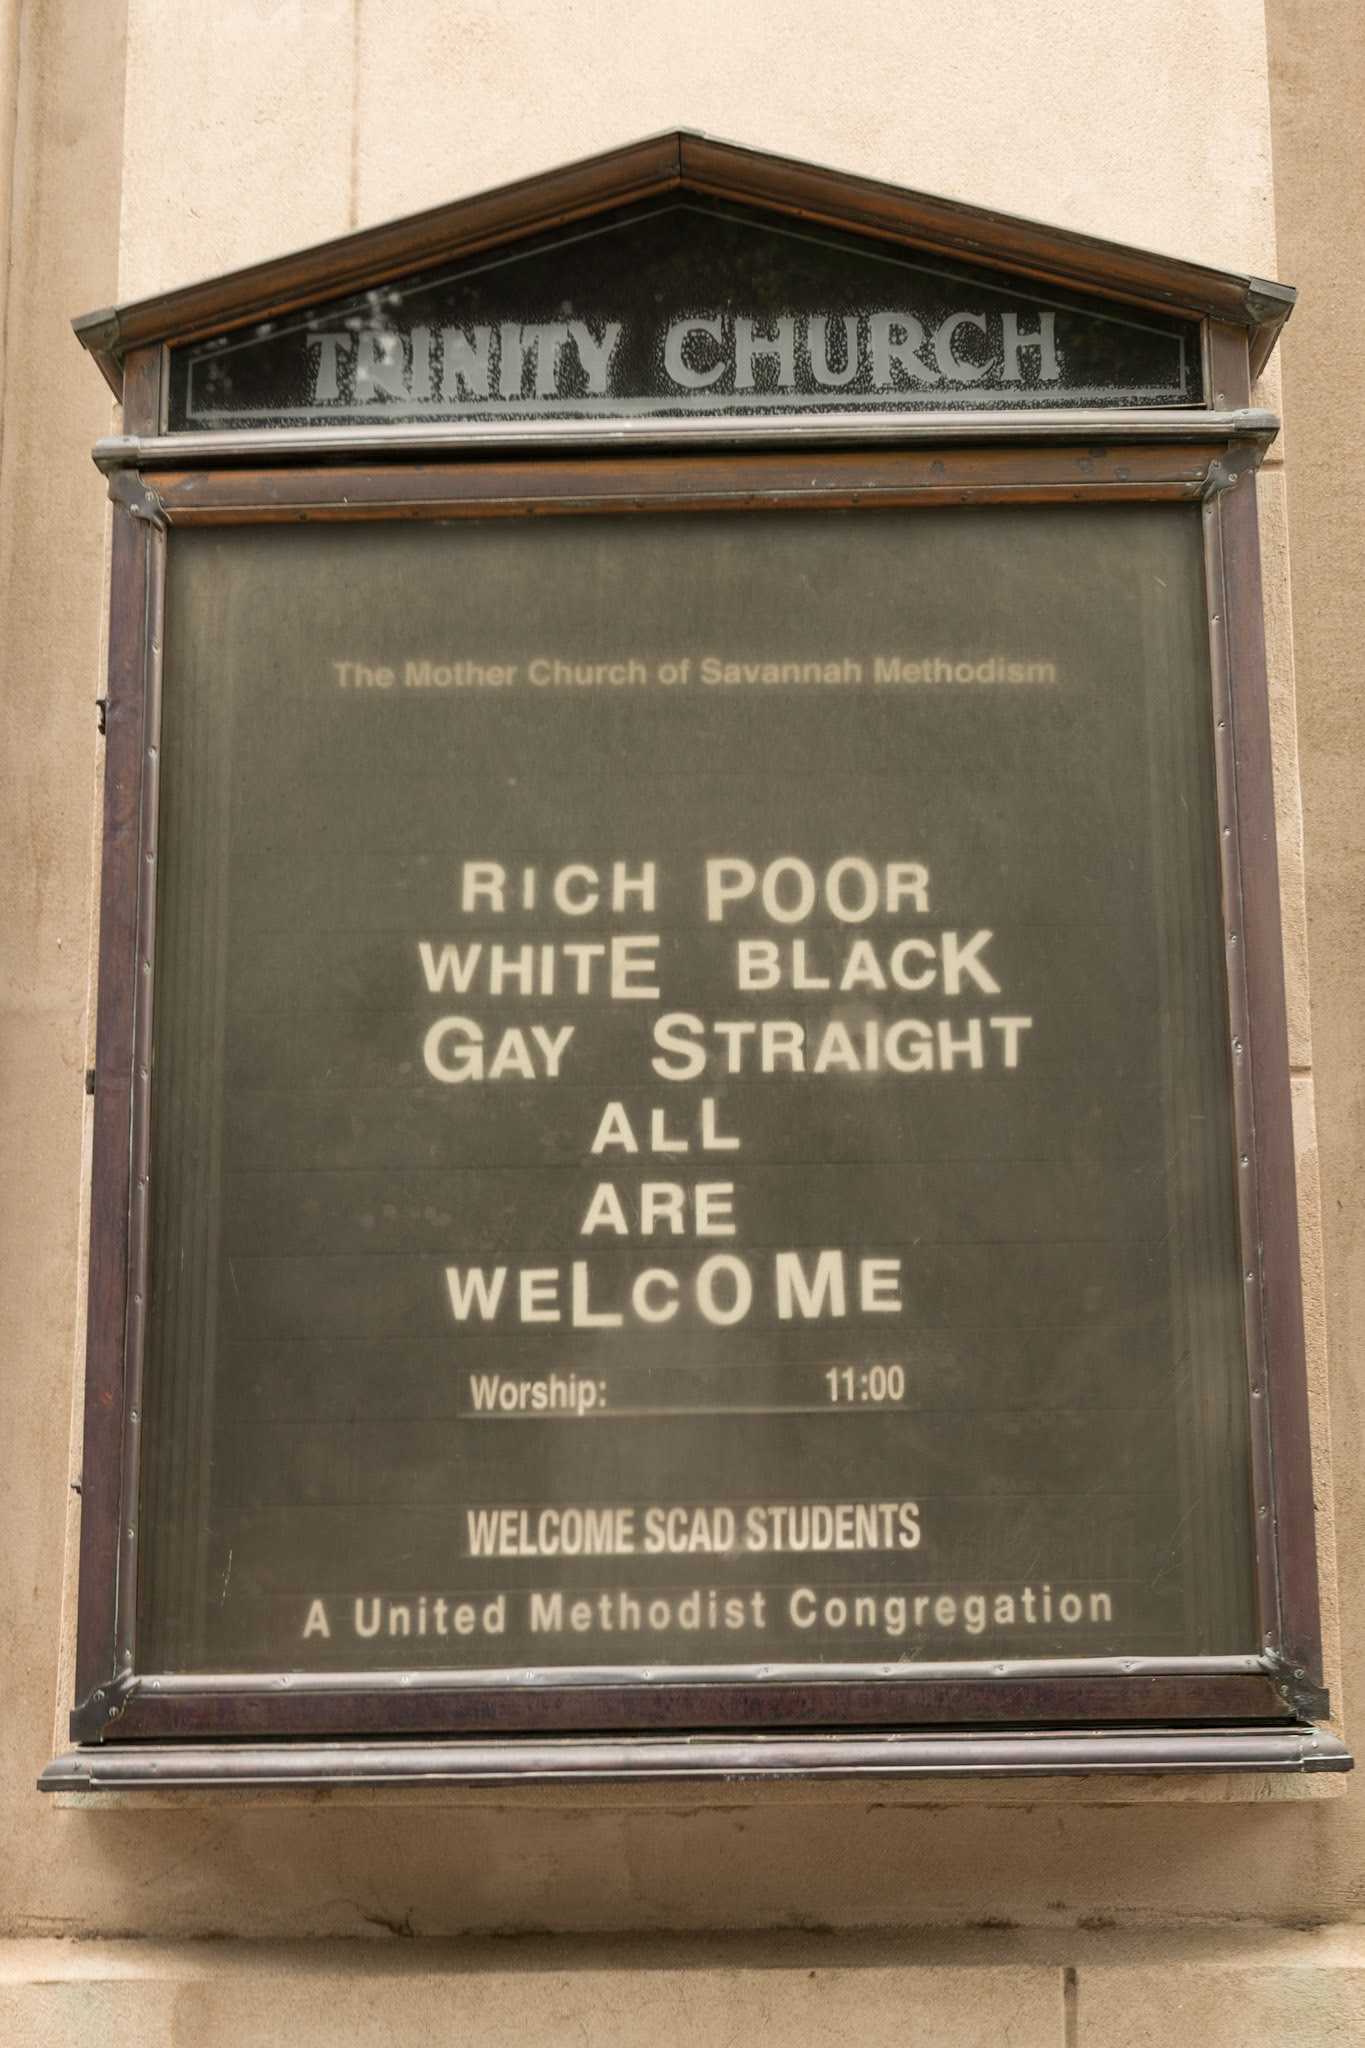 TRINITY CHURCH
The Mother Church of Savannah Methodism
RICH POOR
WHITE BLACK
GAY STRAIGHT
ALL
ARE
WELCOME
Worship: 11:00
WELCOME SCAD STUDENTS
A United Methodist Congregation